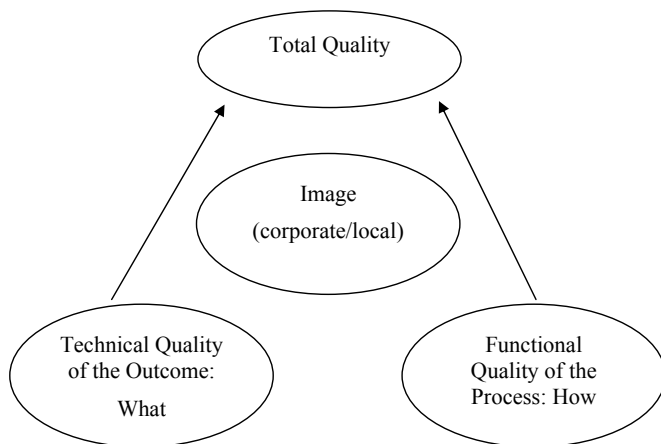 Total Quality
Image
(corporate/local)
Technical Quality
of the Outcome:
What
Functional
Quality of the
Process: How